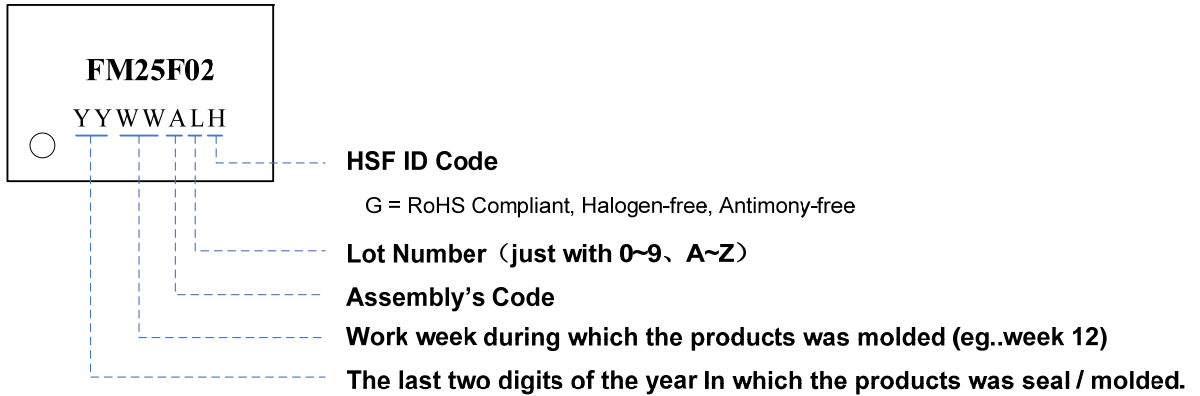 FM25F02
YYWWALH
HSF ID Code
G = RoHS Compliant, Halogen-free, Antimony-free
Lot Number（just with 0~9、A~Z）
Assembly’s Code
Work week during which the products was molded (eg..week 12)
The last two digits of the year In which the products was seal / molded.